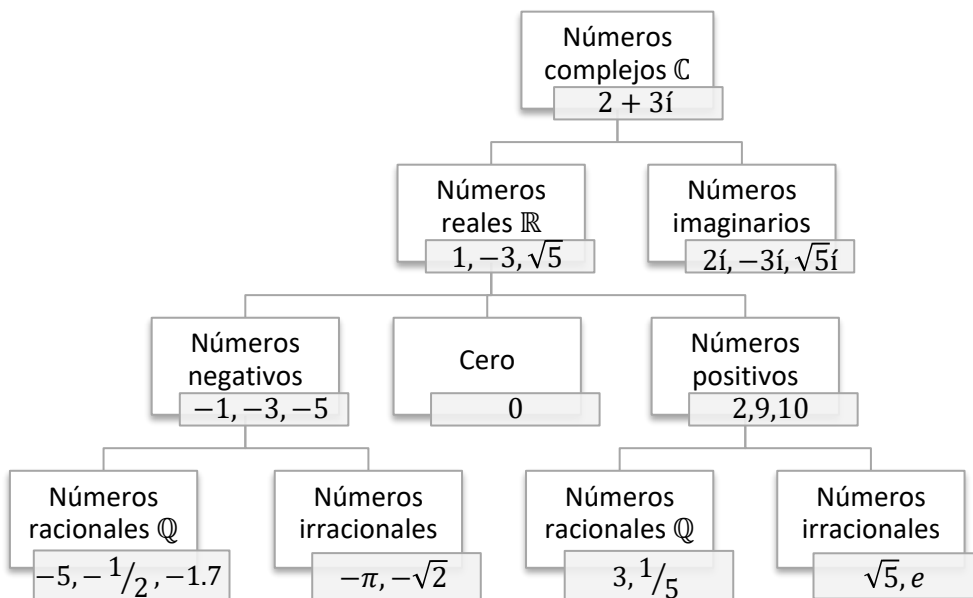 Números
complejos ℂ
2 + 3í
Números
reales ℝ
1, −3, √5
Números
imaginarios
2í, −3í, √5í
Números
negativos
−1, −3, −5
Cero
0
Números
positivos
2,9,10
Números
racionales ℚ
−5, − 1/2 , −1.7
Números
irracionales
−π, −√2
Números
racionales ℚ
3, 1/5
Números
irracionales
√5, e